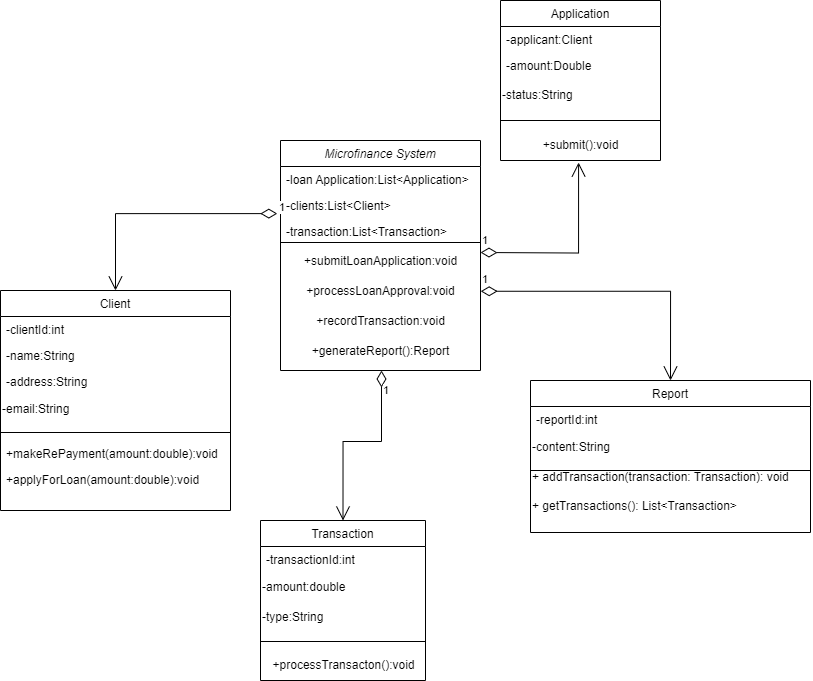 Application
-applicant:Client
-amount:Double
-status:String
+submit():void
Microfinance System
-loan Application:List<Application>
-clients:List<Client>
-transaction:List<Transaction>
+submitLoanApplication:void
+processLoanApproval:void
+recordTransaction:void
+generateReport():Report
1
1
1
1
Client
-clientId:int
-name:String
-address:String
-email:String
+makeRePayment(amount:double):void
+applyForLoan(amount:double):void
Report
-reportId:int
-content:String
+ addTransaction(transaction: Transaction): void
+ getTransactions(): List<Transaction>
Transaction
-transactionId:int
-amount:double
-type:String
+processTransacton():void